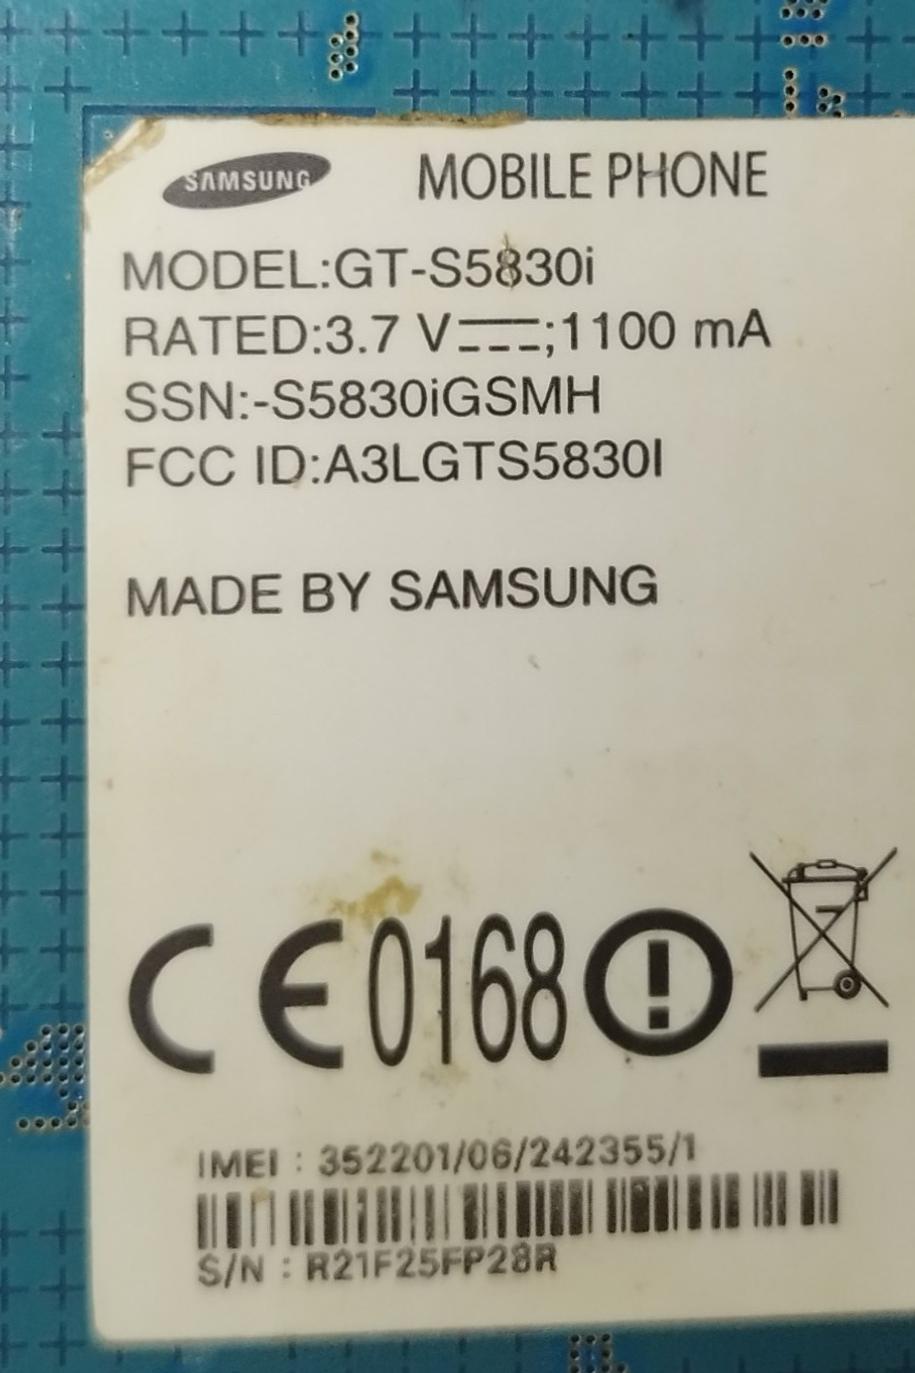 SAMSUNG MOBILE PHONE
MODEL:GT-S5830i
RATED:3.7 V⎓;1100 mA
SSN:-S5830iGSMH
FCC ID:A3LGTS5830I
MADE BY SAMSUNG
CE0168
IMEI : 352201/06/242355/1
S/N : R21F25FP28R